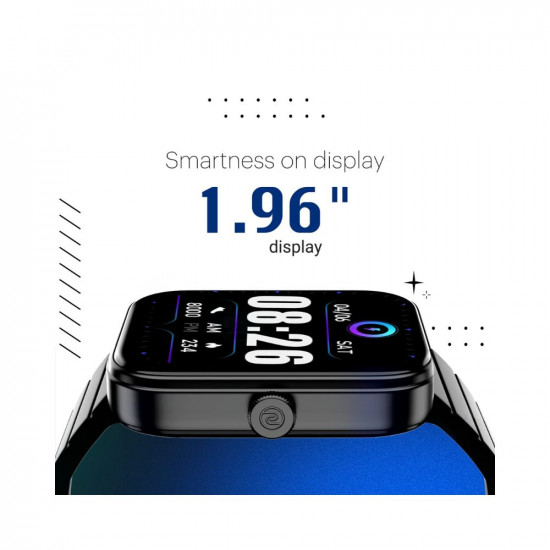 Smartness on display
1.96"
display
8000 PM
234 AM
08:26
04/06
SAT